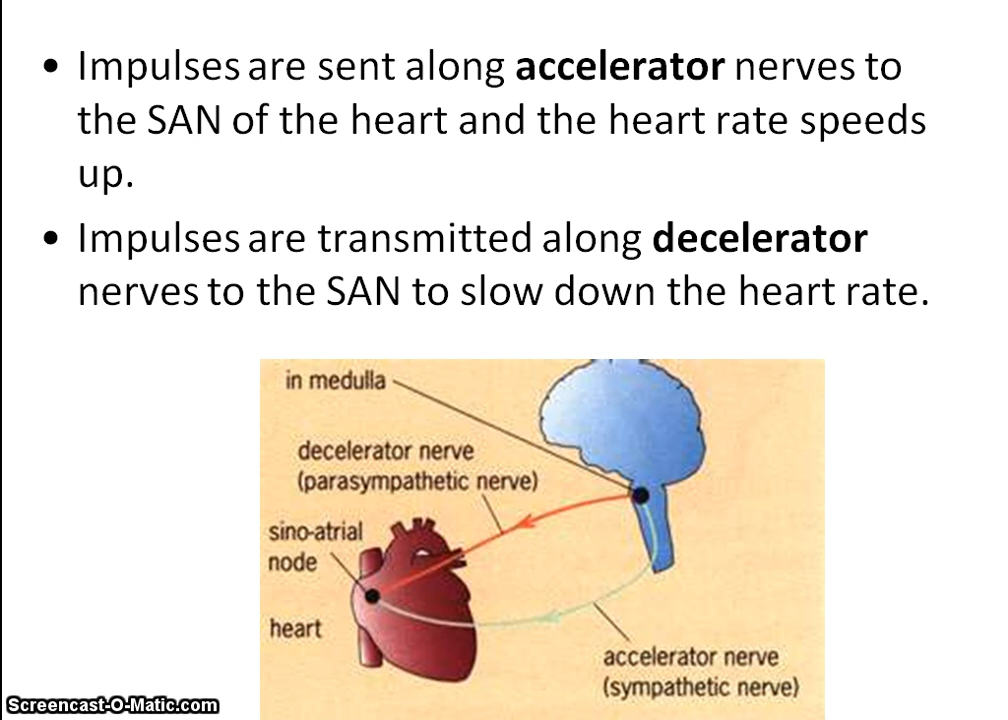 • Impulses are sent along accelerator nerves to
the SAN of the heart and the heart rate speeds
up.
• Impulses are transmitted along decelerator
nerves to the SAN to slow down the heart rate.
in medulla
decelerator nerve
(parasympathetic nerve)
sino-atrial
node
heart
accelerator nerve
(sympathetic nerve)
Screencast-O-Matic.com